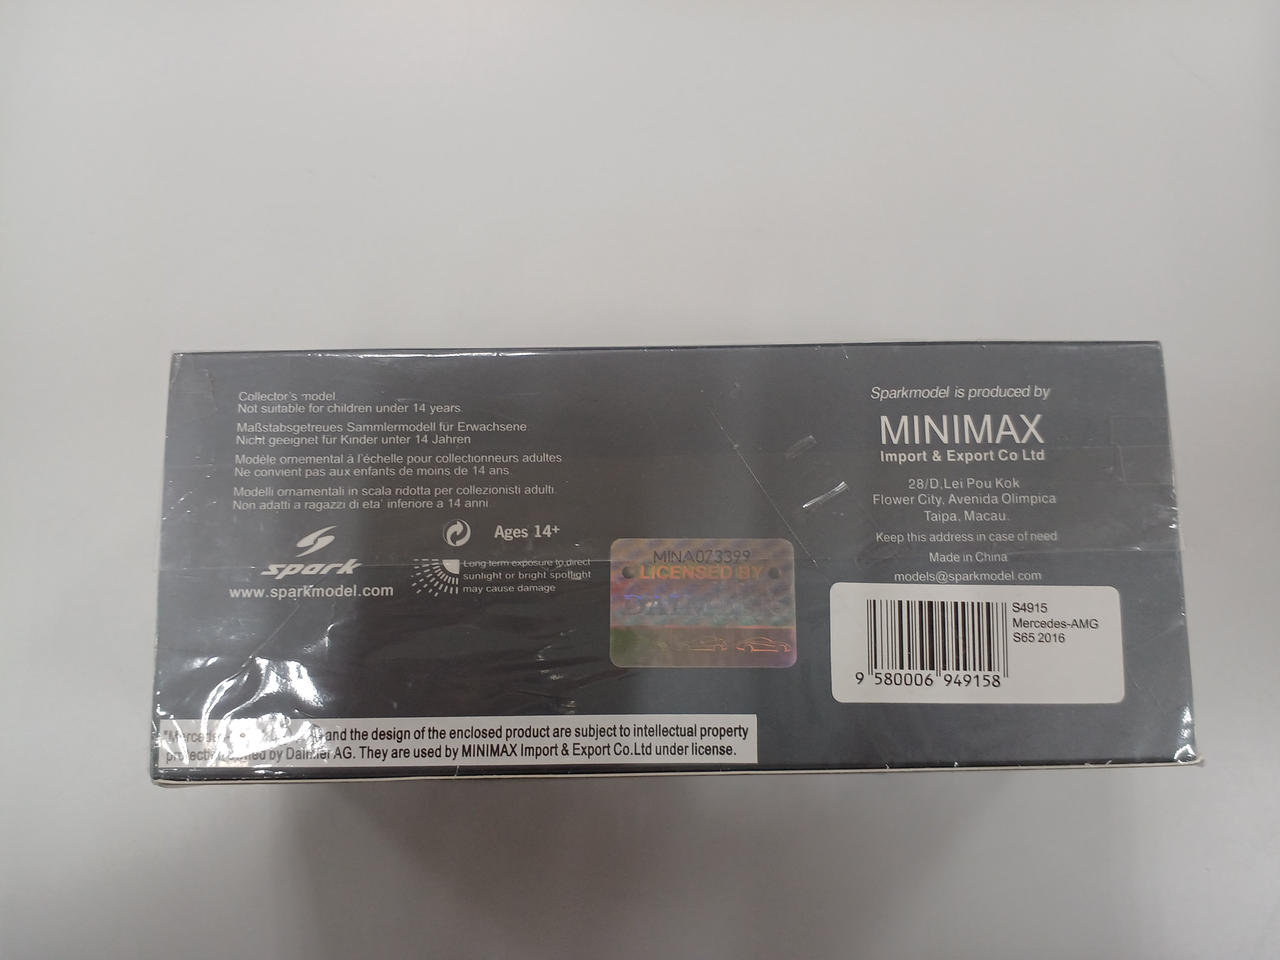 Collector's model
Not suitable for children under 14 years.
Maßstabsgetreues Sammlermodell für Erwachsene
Nicht geeignet für Kinder unter 14 Jahren
Modèle ornemental à l'échelle pour collectionneurs adultes
Ne convient pas aux enfants de moins de 14 ans.
Modelli ornamentali in scala ridotta per collezionisti adulti.
Non adatti a ragazzi di eta' inferiore a 14 anni.
Ages 14+
spark
www.sparkmodel.com
Long term exposure to direct
sunlight or bright spotlight
may cause damage
MINA073399
LICENSED BY
DAIMLER
Sparkmodel is produced by
MINIMAX
Import & Export Co Ltd
28/D,Lei Pou Kok
Flower City, Avenida Olimpica
Taipa, Macau.
Keep this address in case of need
Made in China
models@sparkmodel.com
S4915
Mercedes-AMG
S65 2016
9 580006 949158
and the design of the enclosed product are subject to intellectual property
protection owned by Daimler AG. They are used by MINIMAX Import & Export Co.Ltd under license.